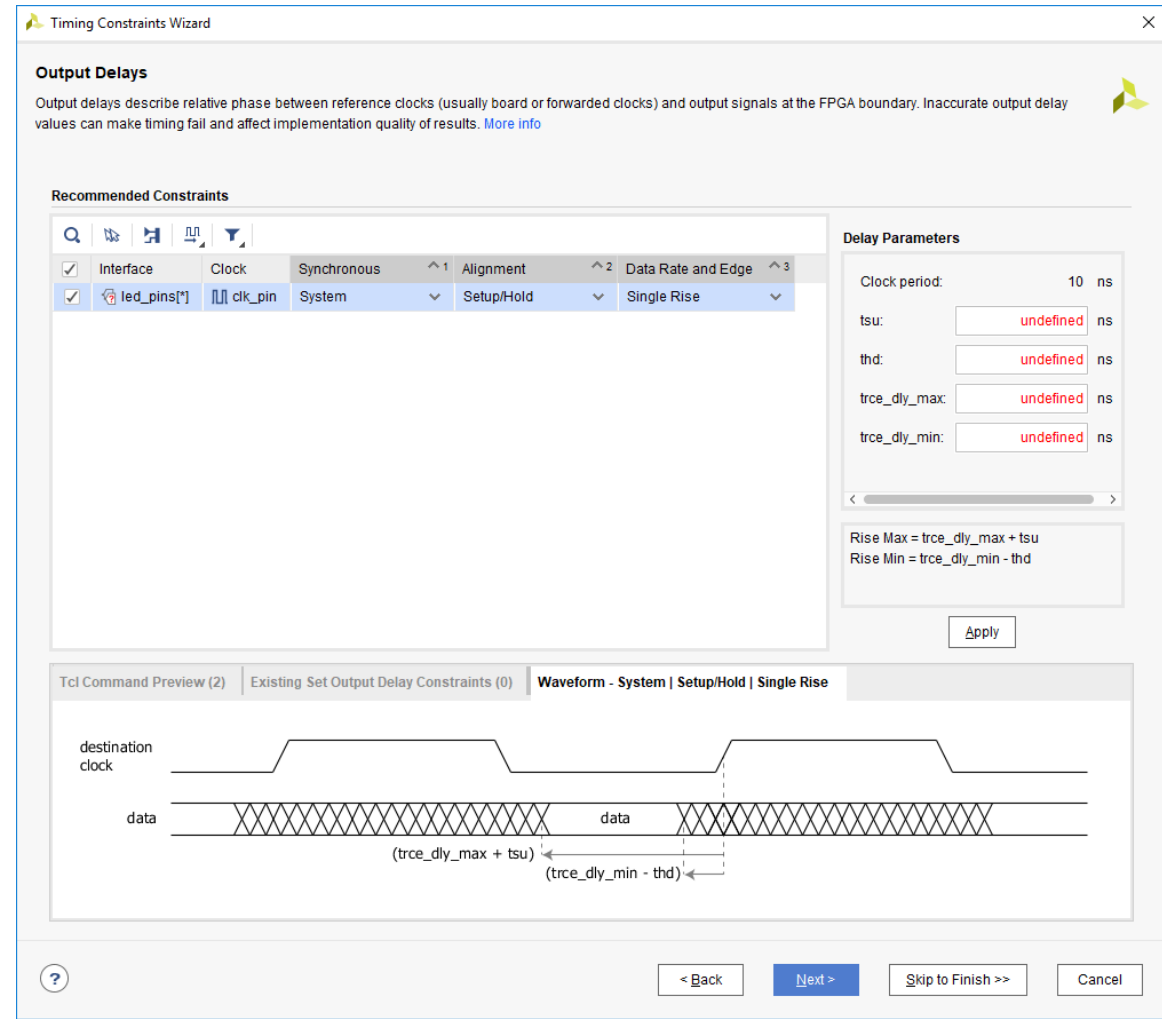 Timing Constraints Wizard
Output Delays
Output delays describe relative phase between reference clocks (usually board or forwarded clocks) and output signals at the FPGA boundary. Inaccurate output delay
values can make timing fail and affect implementation quality of results. More info
Recommended Constraints
Interface Clock Synchronous 1 Alignment 2 Data Rate and Edge 3
led_pins[*] clk_pin System Setup/Hold Single Rise
Delay Parameters
Clock period: 10 ns
tsu: undefined ns
thd: undefined ns
trce_dly_max: undefined ns
trce_dly_min: undefined ns
Rise Max = trce_dly_max + tsu
Rise Min = trce_dly_min - thd
Apply
Tcl Command Preview (2) Existing Set Output Delay Constraints (0) Waveform - System | Setup/Hold | Single Rise
destination
clock
data data
(trce_dly_max + tsu)
(trce_dly_min - thd)
? < Back Next > Skip to Finish >> Cancel